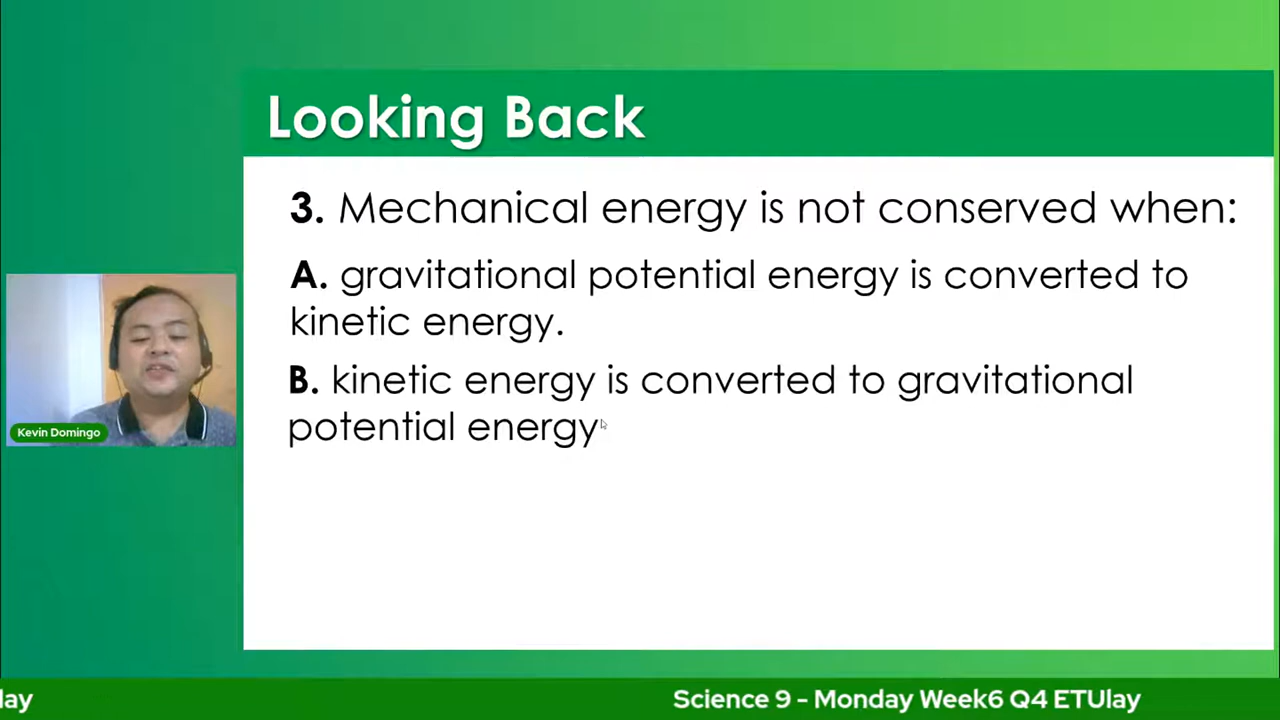 Looking Back
3. Mechanical energy is not conserved when:
A. gravitational potential energy is converted to
kinetic energy.
B. kinetic energy is converted to gravitational
potential energy
Kevin Domingo
lay
Science 9 - Monday Week6 Q4 ETUlay